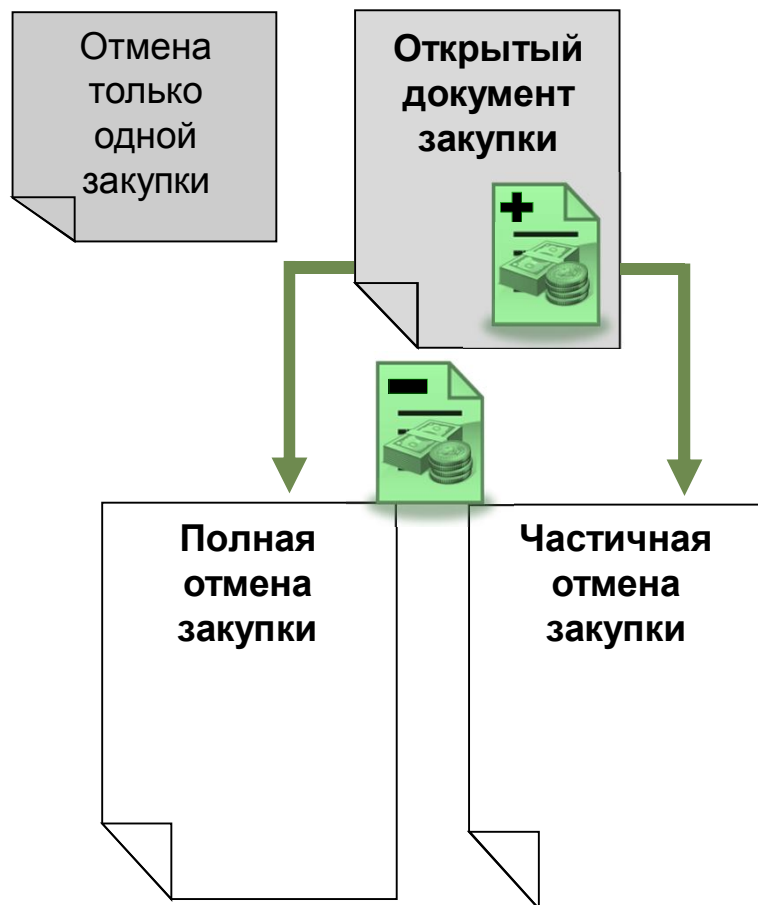 Отмена
только
одной
закупки
Открытый
документ
закупки
Полная
отмена
закупки
Частичная
отмена
закупки